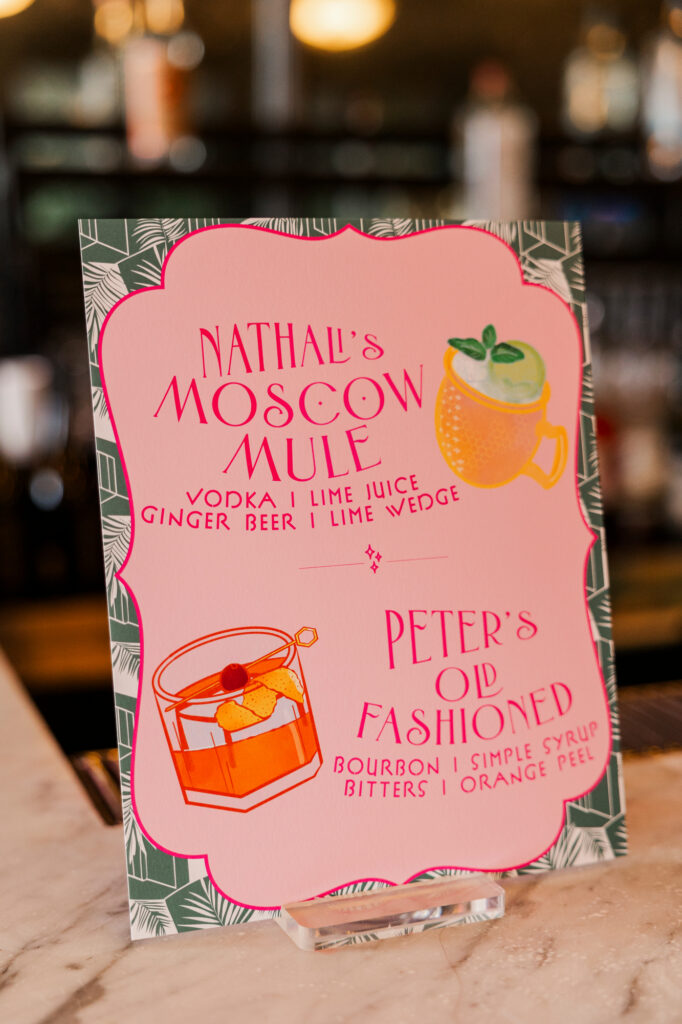 NATHALI'S
MOSCOW
MULE
VODKA | LIME JUICE
GINGER BEER | LIME WEDGE
PETER'S
OLD
FASHIONED
BOURBON | SIMPLE SYRUP
BITTERS | ORANGE PEEL